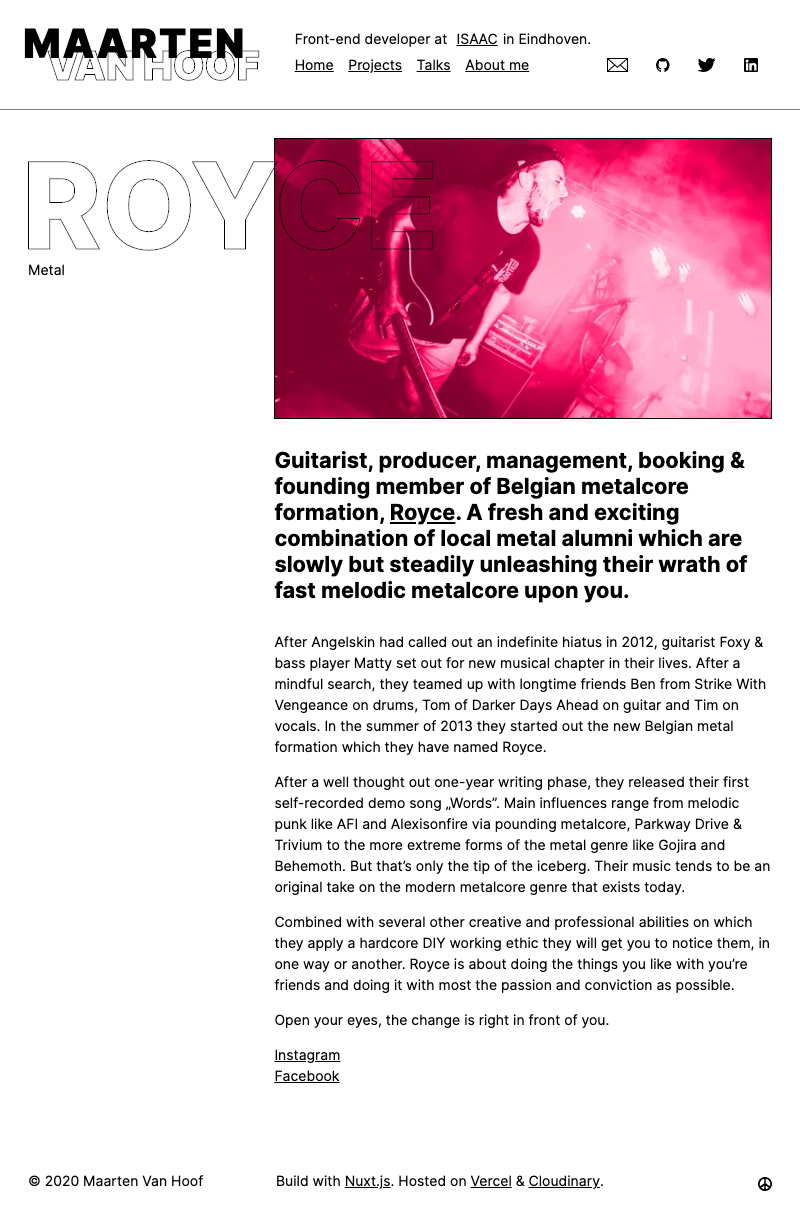 MAARTEN
VAN HOOF
Front-end developer at ISAAC in Eindhoven.
Home Projects Talks About me
ROYCE
Metal
Guitarist, producer, management, booking &
founding member of Belgian metalcore
formation, Royce. A fresh and exciting
combination of local metal alumni which are
slowly but steadily unleashing their wrath of
fast melodic metalcore upon you.
After Angelskin had called out an indefinite hiatus in 2012, guitarist Foxy &
bass player Matty set out for new musical chapter in their lives. After a
mindful search, they teamed up with longtime friends Ben from Strike With
Vengeance on drums, Tom of Darker Days Ahead on guitar and Tim on
vocals. In the summer of 2013 they started out the new Belgian metal
formation which they have named Royce.
After a well thought out one-year writing phase, they released their first
self-recorded demo song „Words”. Main influences range from melodic
punk like AFI and Alexisonfire via pounding metalcore, Parkway Drive &
Trivium to the more extreme forms of the metal genre like Gojira and
Behemoth. But that’s only the tip of the iceberg. Their music tends to be an
original take on the modern metalcore genre that exists today.
Combined with several other creative and professional abilities on which
they apply a hardcore DIY working ethic they will get you to notice them, in
one way or another. Royce is about doing the things you like with you’re
friends and doing it with most the passion and conviction as possible.
Open your eyes, the change is right in front of you.
Instagram
Facebook
© 2020 Maarten Van Hoof
Build with Nuxt.js. Hosted on Vercel & Cloudinary.